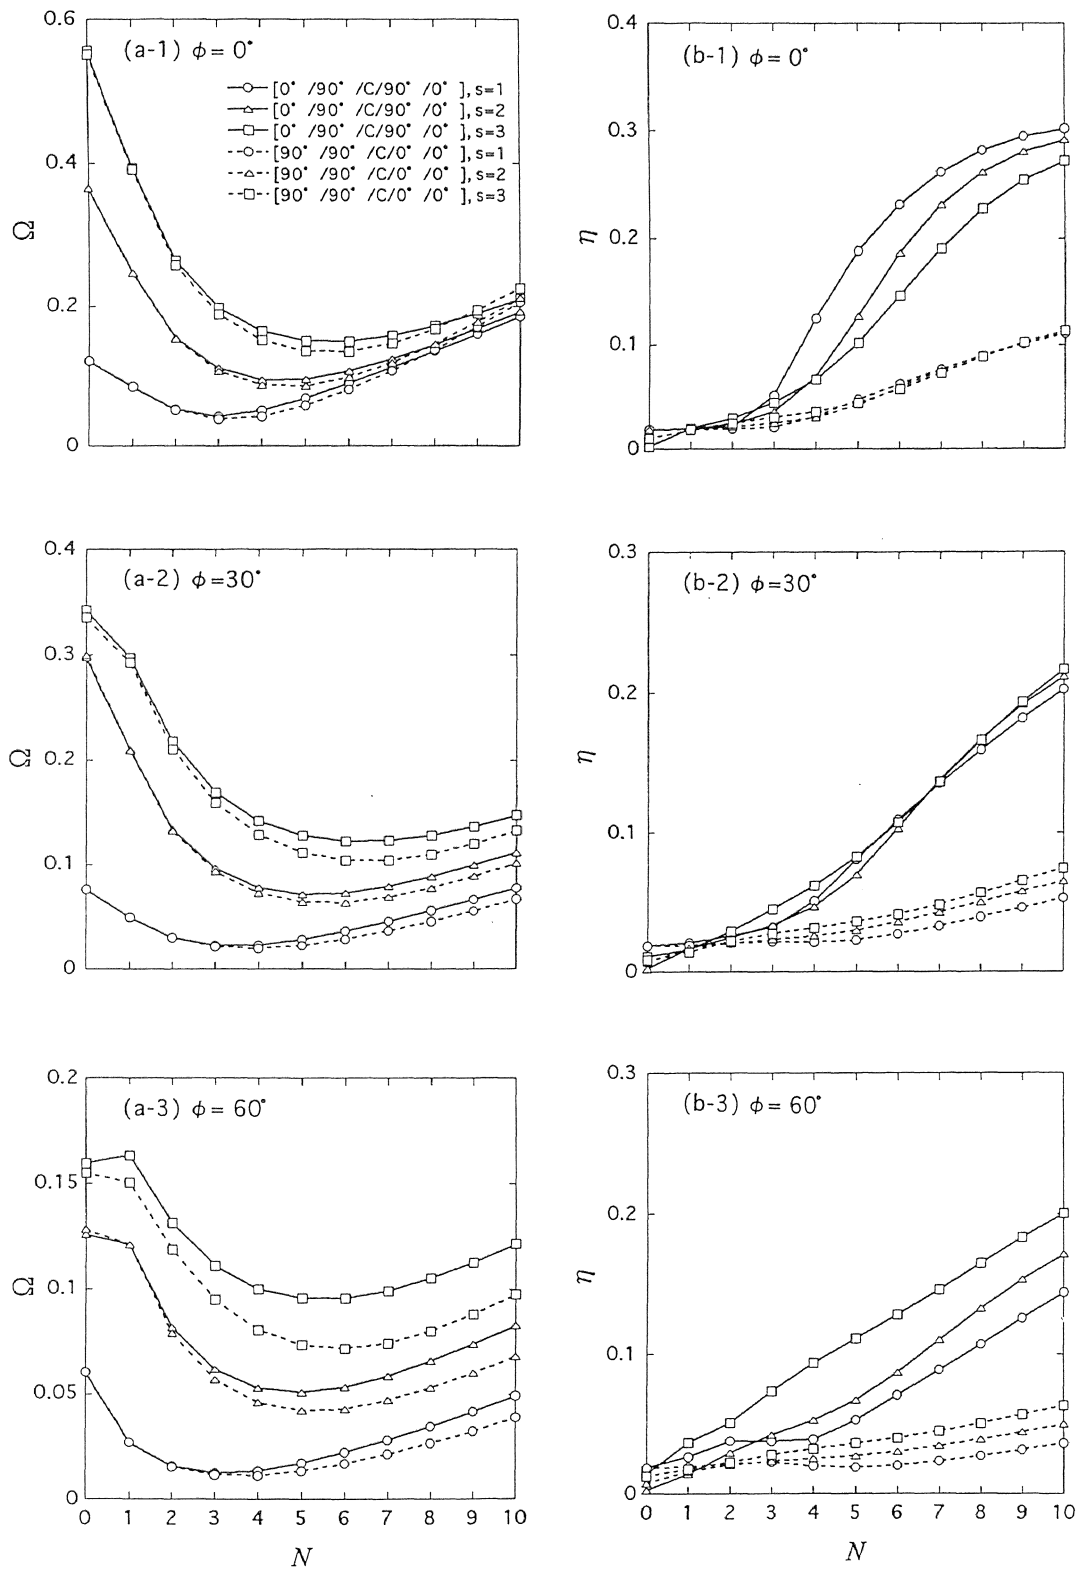 0.6
0.4
0.2
0
Ω
(a-1) ϕ= 0°
[0° /90° /C/90° /0° ],s=1
[0° /90° /C/90° /0° ],s=2
[0° /90° /C/90° /0° ],s=3
[90° /90° /C/0° /0° ],s=1
[90° /90° /C/0° /0° ],s=2
[90° /90° /C/0° /0° ],s=3
0.4
0.3
0.2
0.1
0
η
(b-1) ϕ= 0°
0.4
0.3
0.2
0.1
0
Ω
(a-2) ϕ=30°
0.3
0.2
0.1
0
η
(b-2) ϕ=30°
0.2
0.15
0.1
0.05
0
Ω
(a-3) ϕ= 60°
0 1 2 3 4 5 6 7 8 9 10
N
0.3
0.2
0.1
0
η
(b-3) ϕ= 60°
0 1 2 3 4 5 6 7 8 9 10
N